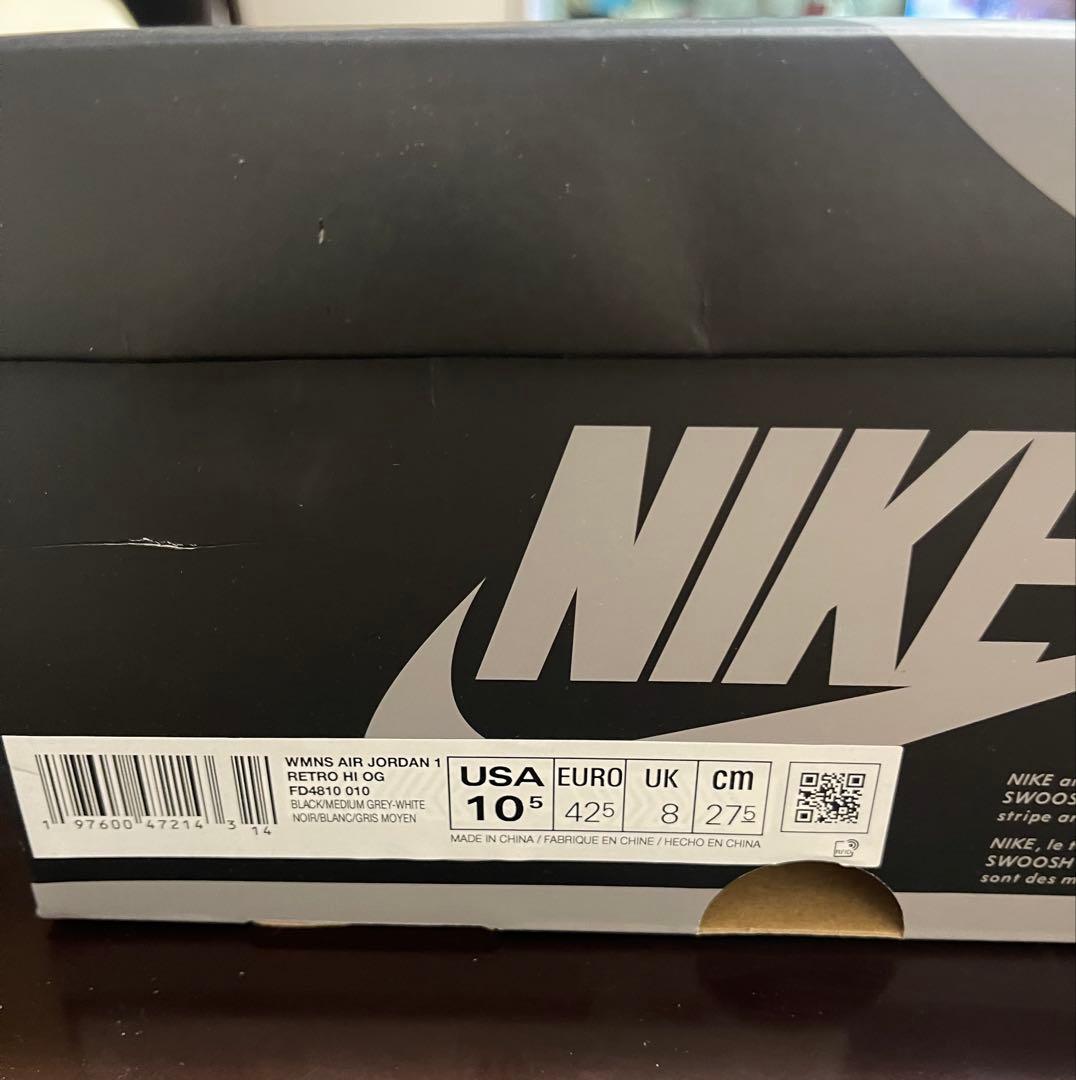 NIKE
WMNS AIR JORDAN 1
RETRO HI OG
FD4810 010
BLACK/MEDIUM GREY-WHITE
NOIR/BLANC/GRIS MOYEN
1 97600 47214 3 14
USA EURO UK cm
10⁵ 42⁵ 8 27⁵
MADE IN CHINA / FABRIQUE EN CHINE / HECHO EN CHINA
RFID
NIKE
SWOOS
stripe
NIKE, le
SWOOSH
sont des